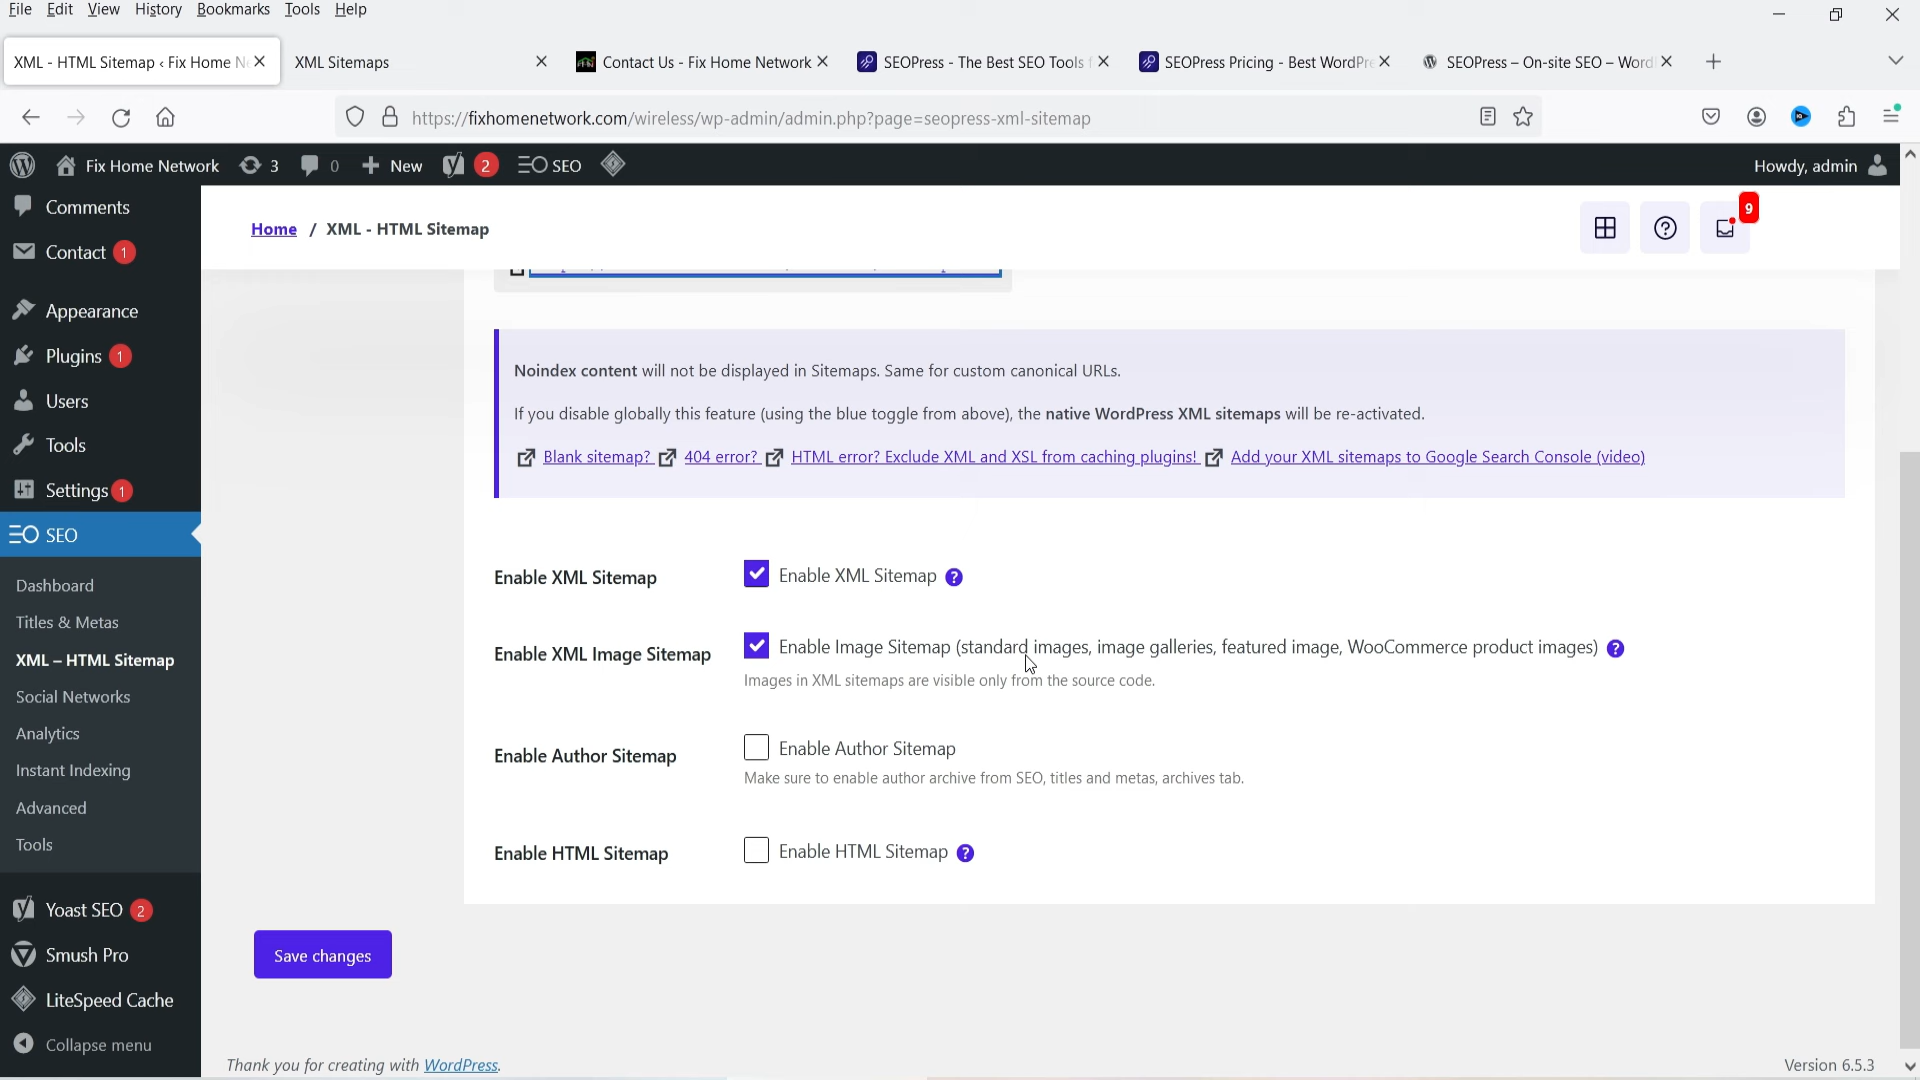 File Edit View History Bookmarks Tools Help
XML - HTML Sitemap ‹ Fix Home N
XML Sitemaps
Contact Us - Fix Home Network
SEOPress - The Best SEO Tools
SEOPress Pricing - Best WordPre
SEOPress – On-site SEO – Word
https://fixhomenetwork.com/wireless/wp-admin/admin.php?page=seopress-xml-sitemap
Fix Home Network 3 0 New 2 SEO
Howdy, admin
Comments
Contact 1
Appearance
Plugins 1
Users
Tools
Settings 1
SEO
Dashboard
Titles & Metas
XML – HTML Sitemap
Social Networks
Analytics
Instant Indexing
Advanced
Tools
Yoast SEO 2
Smush Pro
LiteSpeed Cache
Collapse menu
Home / XML - HTML Sitemap
9
Noindex content will not be displayed in Sitemaps. Same for custom canonical URLs.
If you disable globally this feature (using the blue toggle from above), the native WordPress XML sitemaps will be re-activated.
Blank sitemap? 404 error? HTML error? Exclude XML and XSL from caching plugins! Add your XML sitemaps to Google Search Console (video)
Enable XML Sitemap
Enable XML Sitemap ?
Enable XML Image Sitemap
Enable Image Sitemap (standard images, image galleries, featured image, WooCommerce product images) ?
Images in XML sitemaps are visible only from the source code.
Enable Author Sitemap
Enable Author Sitemap
Make sure to enable author archive from SEO, titles and metas, archives tab.
Enable HTML Sitemap
Enable HTML Sitemap ?
Save changes
Thank you for creating with WordPress.
Version 6.5.3